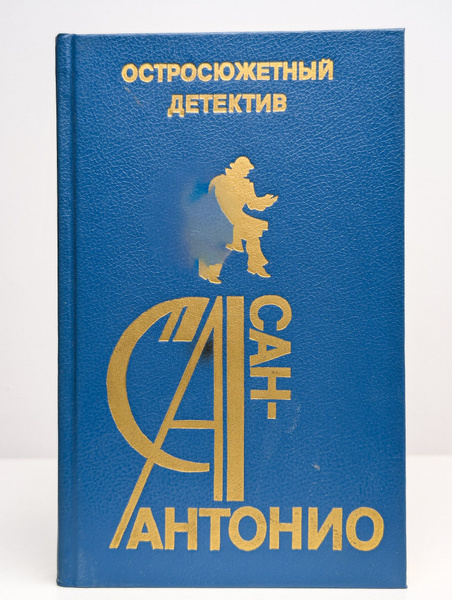 ОСТРОСЮЖЕТНЫЙ
ДЕТЕКТИВ
СА
САН-
АНТОНИО